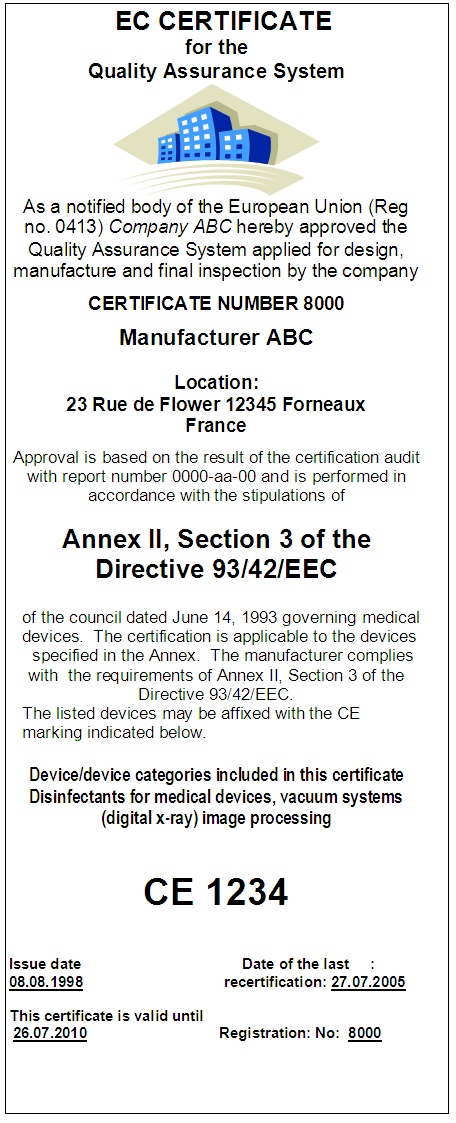 EC CERTIFICATE
for the
Quality Assurance System
As a notified body of the European Union (Reg
no. 0413) Company ABC hereby approved the
Quality Assurance System applied for design,
manufacture and final inspection by the company
CERTIFICATE NUMBER 8000
Manufacturer ABC
Location:
23 Rue de Flower 12345 Forneaux
France
Approval is based on the result of the certification audit
with report number 0000-aa-00 and is performed in
accordance with the stipulations of
Annex II, Section 3 of the
Directive 93/42/EEC
of the council dated June 14, 1993 governing medical
devices.  The certification is applicable to the devices
specified in the Annex.  The manufacturer complies
with  the requirements of Annex II, Section 3 of the
Directive 93/42/EEC.
The listed devices may be affixed with the CE
marking indicated below.
Device/device categories included in this certificate
Disinfectants for medical devices, vacuum systems
(digital x-ray) image processing
CE 1234
Issue date Date of the last :
08.08.1998 recertification: 27.07.2005
This certificate is valid until
26.07.2010 Registration: No: 8000